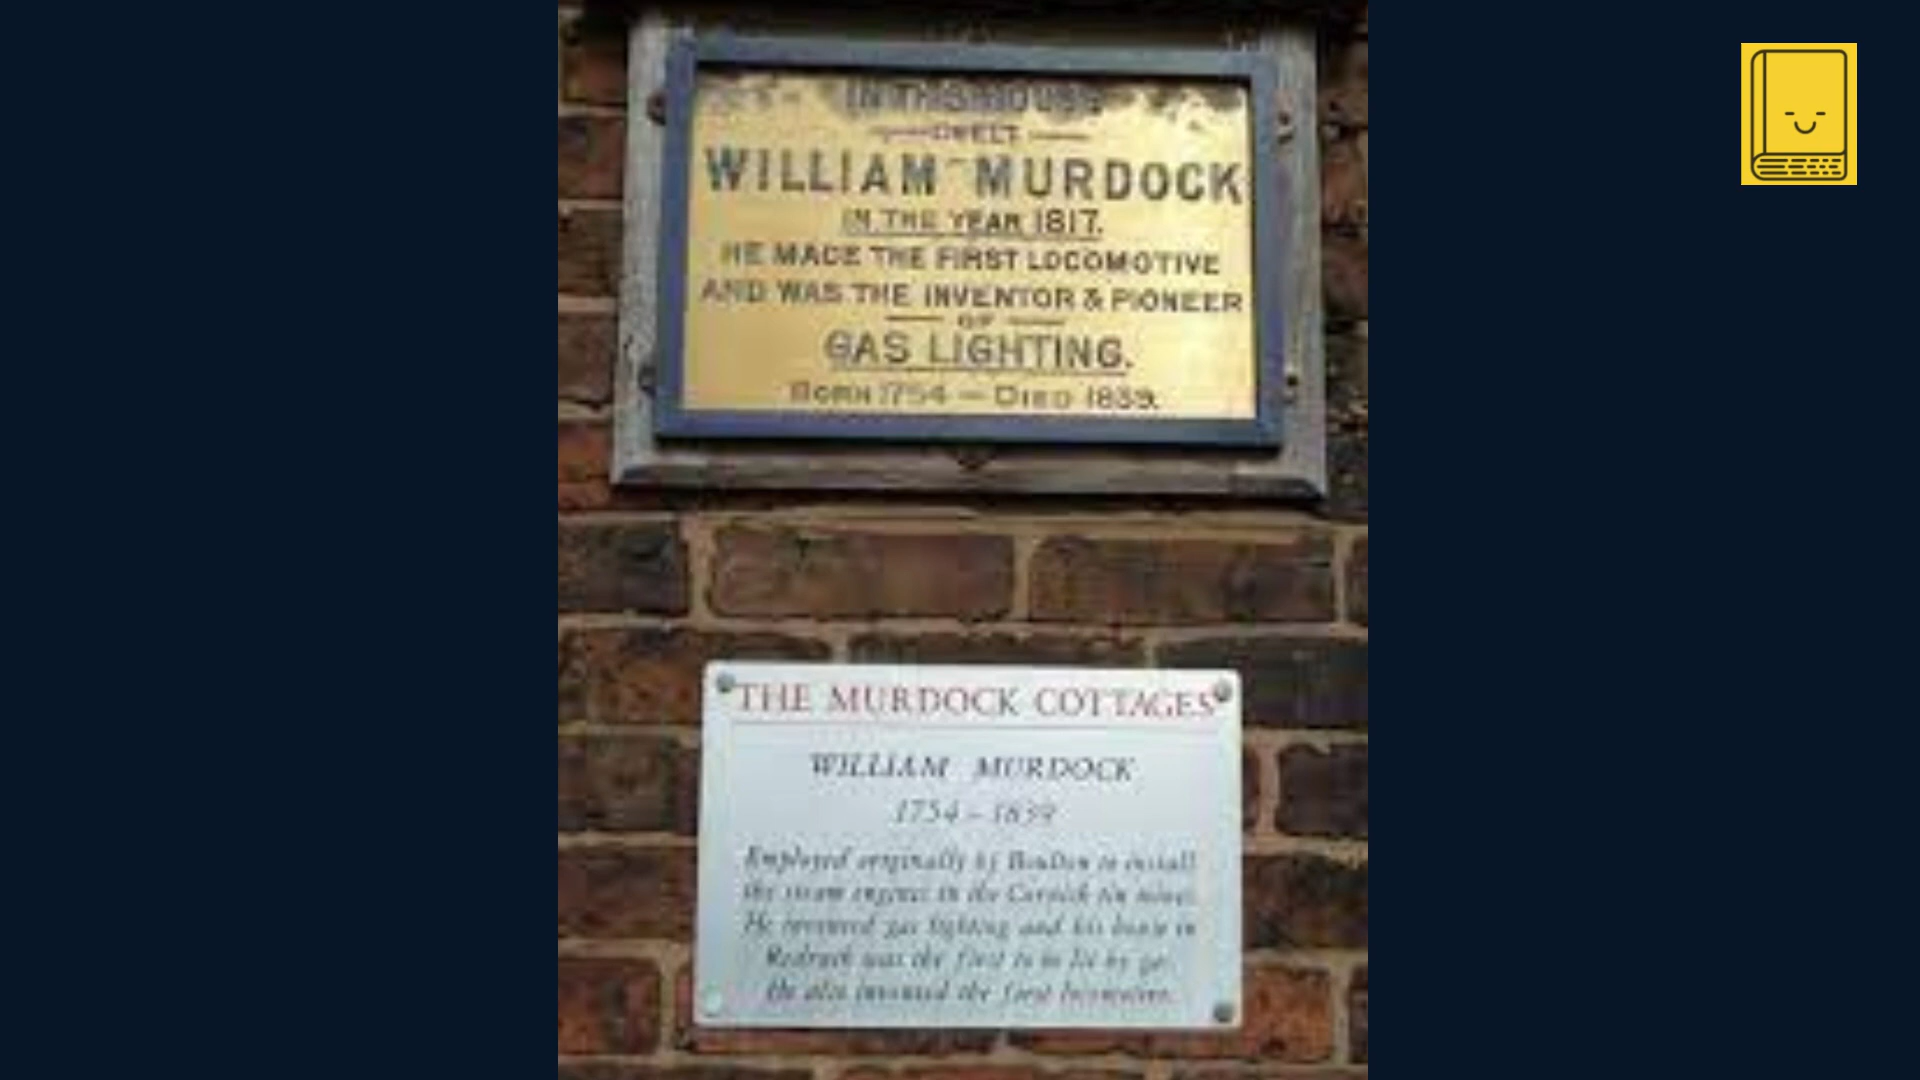 IN THIS HOUSE
DWELT
WILLIAM MURDOCK
IN THE YEAR 1817.
HE MADE THE FIRST LOCOMOTIVE
AND WAS THE INVENTOR & PIONEER
OF
GAS LIGHTING.
BORN 1754 — DIED 1839.
THE MURDOCK COTTAGES
WILLIAM MURDOCK
1754 - 1839
Employed originally by Boulton to install
the steam engines in the Cornish tin mines.
He invented gas lighting and his house in
Redruth was the first to be lit by gas.
He also invented the first locomotive.